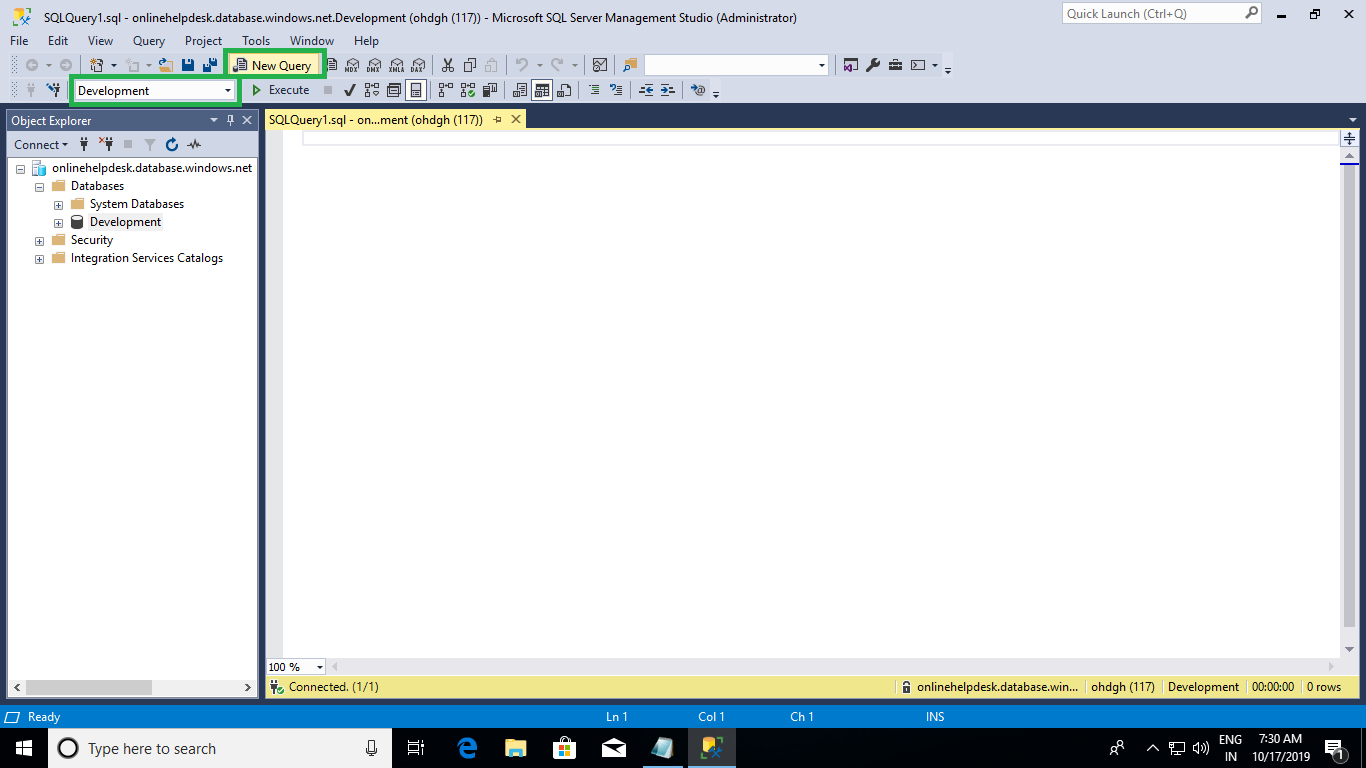 SQLQuery1.sql - onlinehelpdesk.database.windows.net.Development (ohdgh (117)) - Microsoft SQL Server Management Studio (Administrator)
Quick Launch (Ctrl+Q)
File Edit View Query Project Tools Window Help
New Query MDX DMX XMLA DAX
Development Execute
Object Explorer
SQLQuery1.sql - on...ment (ohdgh (117))
Connect
onlinehelpdesk.database.windows.net
Databases
System Databases
Development
Security
Integration Services Catalogs
100 %
Connected. (1/1) onlinehelpdesk.database.win... ohdgh (117) Development 00:00:00 0 rows
Ready Ln 1 Col 1 Ch 1 INS
Type here to search
ENG
IN
7:30 AM
10/17/2019
1